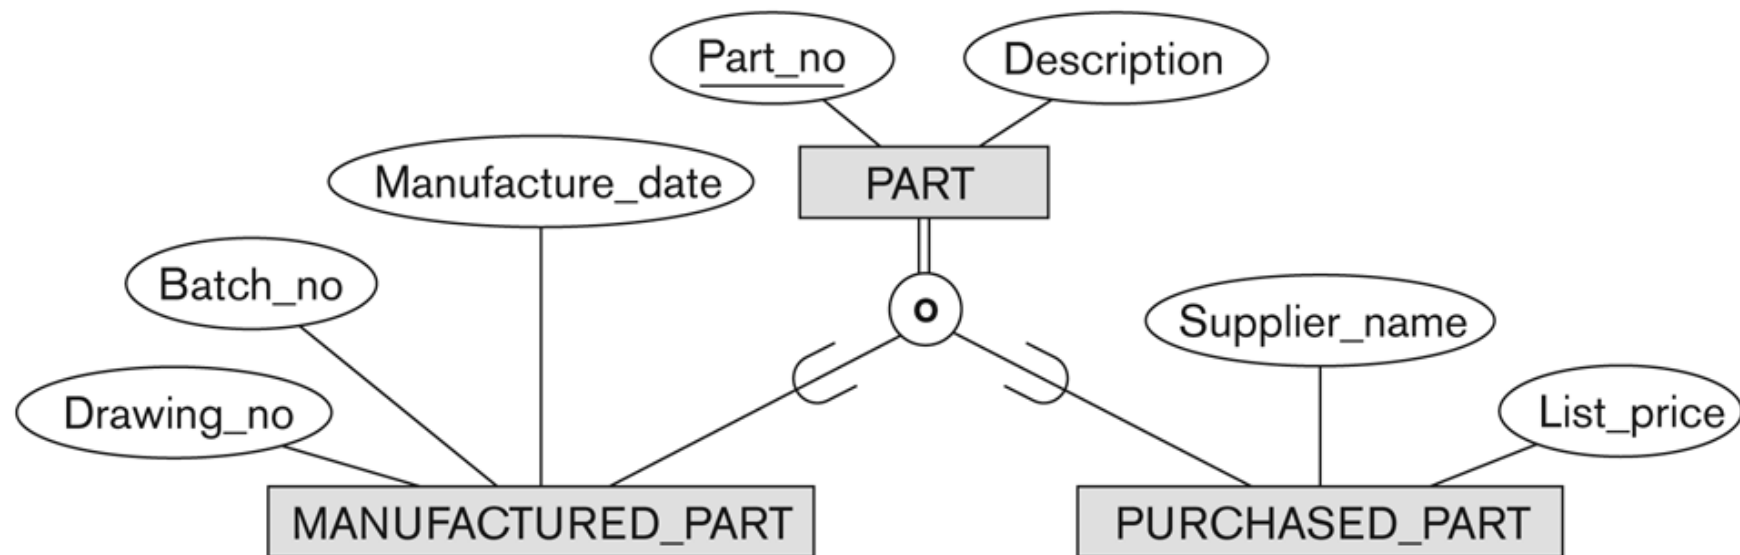 Part_no
Description
Manufacture_date
PART
Batch_no
o
Supplier_name
Drawing_no
List_price
MANUFACTURED_PART
PURCHASED_PART